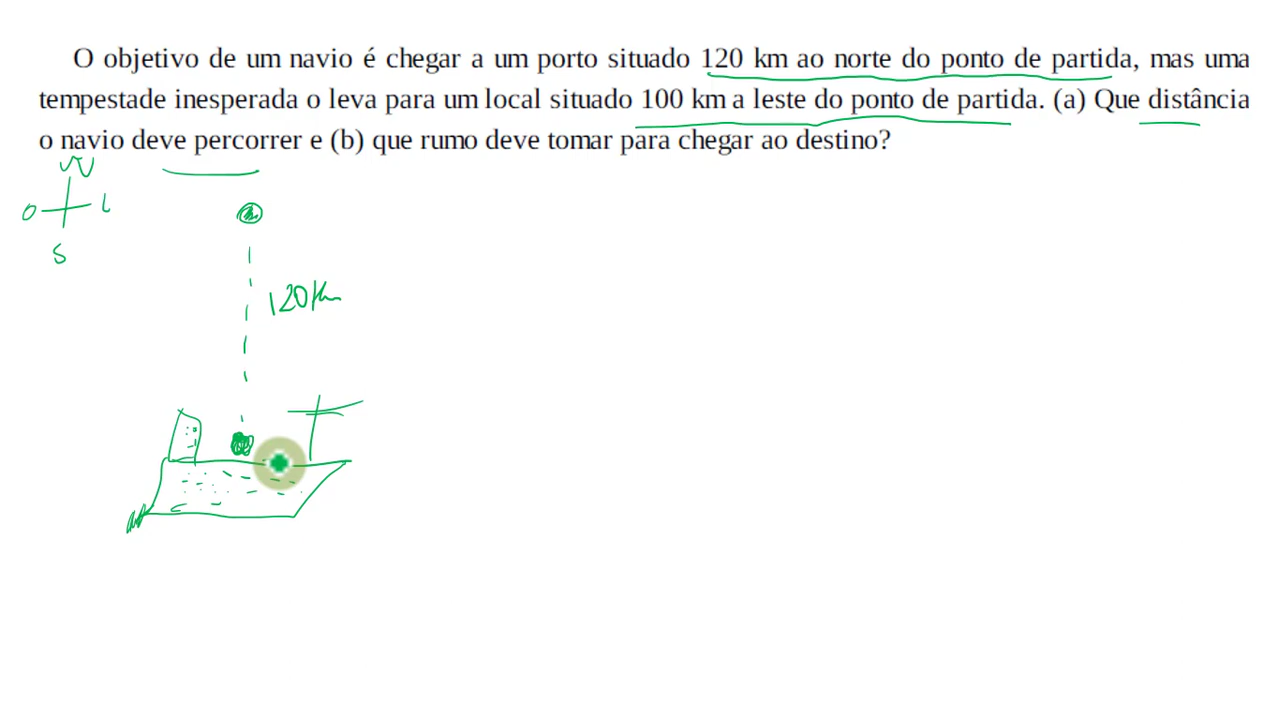 O objetivo de um navio é chegar a um porto situado 120 km ao norte do ponto de partida, mas uma
tempestade inesperada o leva para um local situado 100 km a leste do ponto de partida. (a) Que distância
o navio deve percorrer e (b) que rumo deve tomar para chegar ao destino?
N
O L
S
120 km